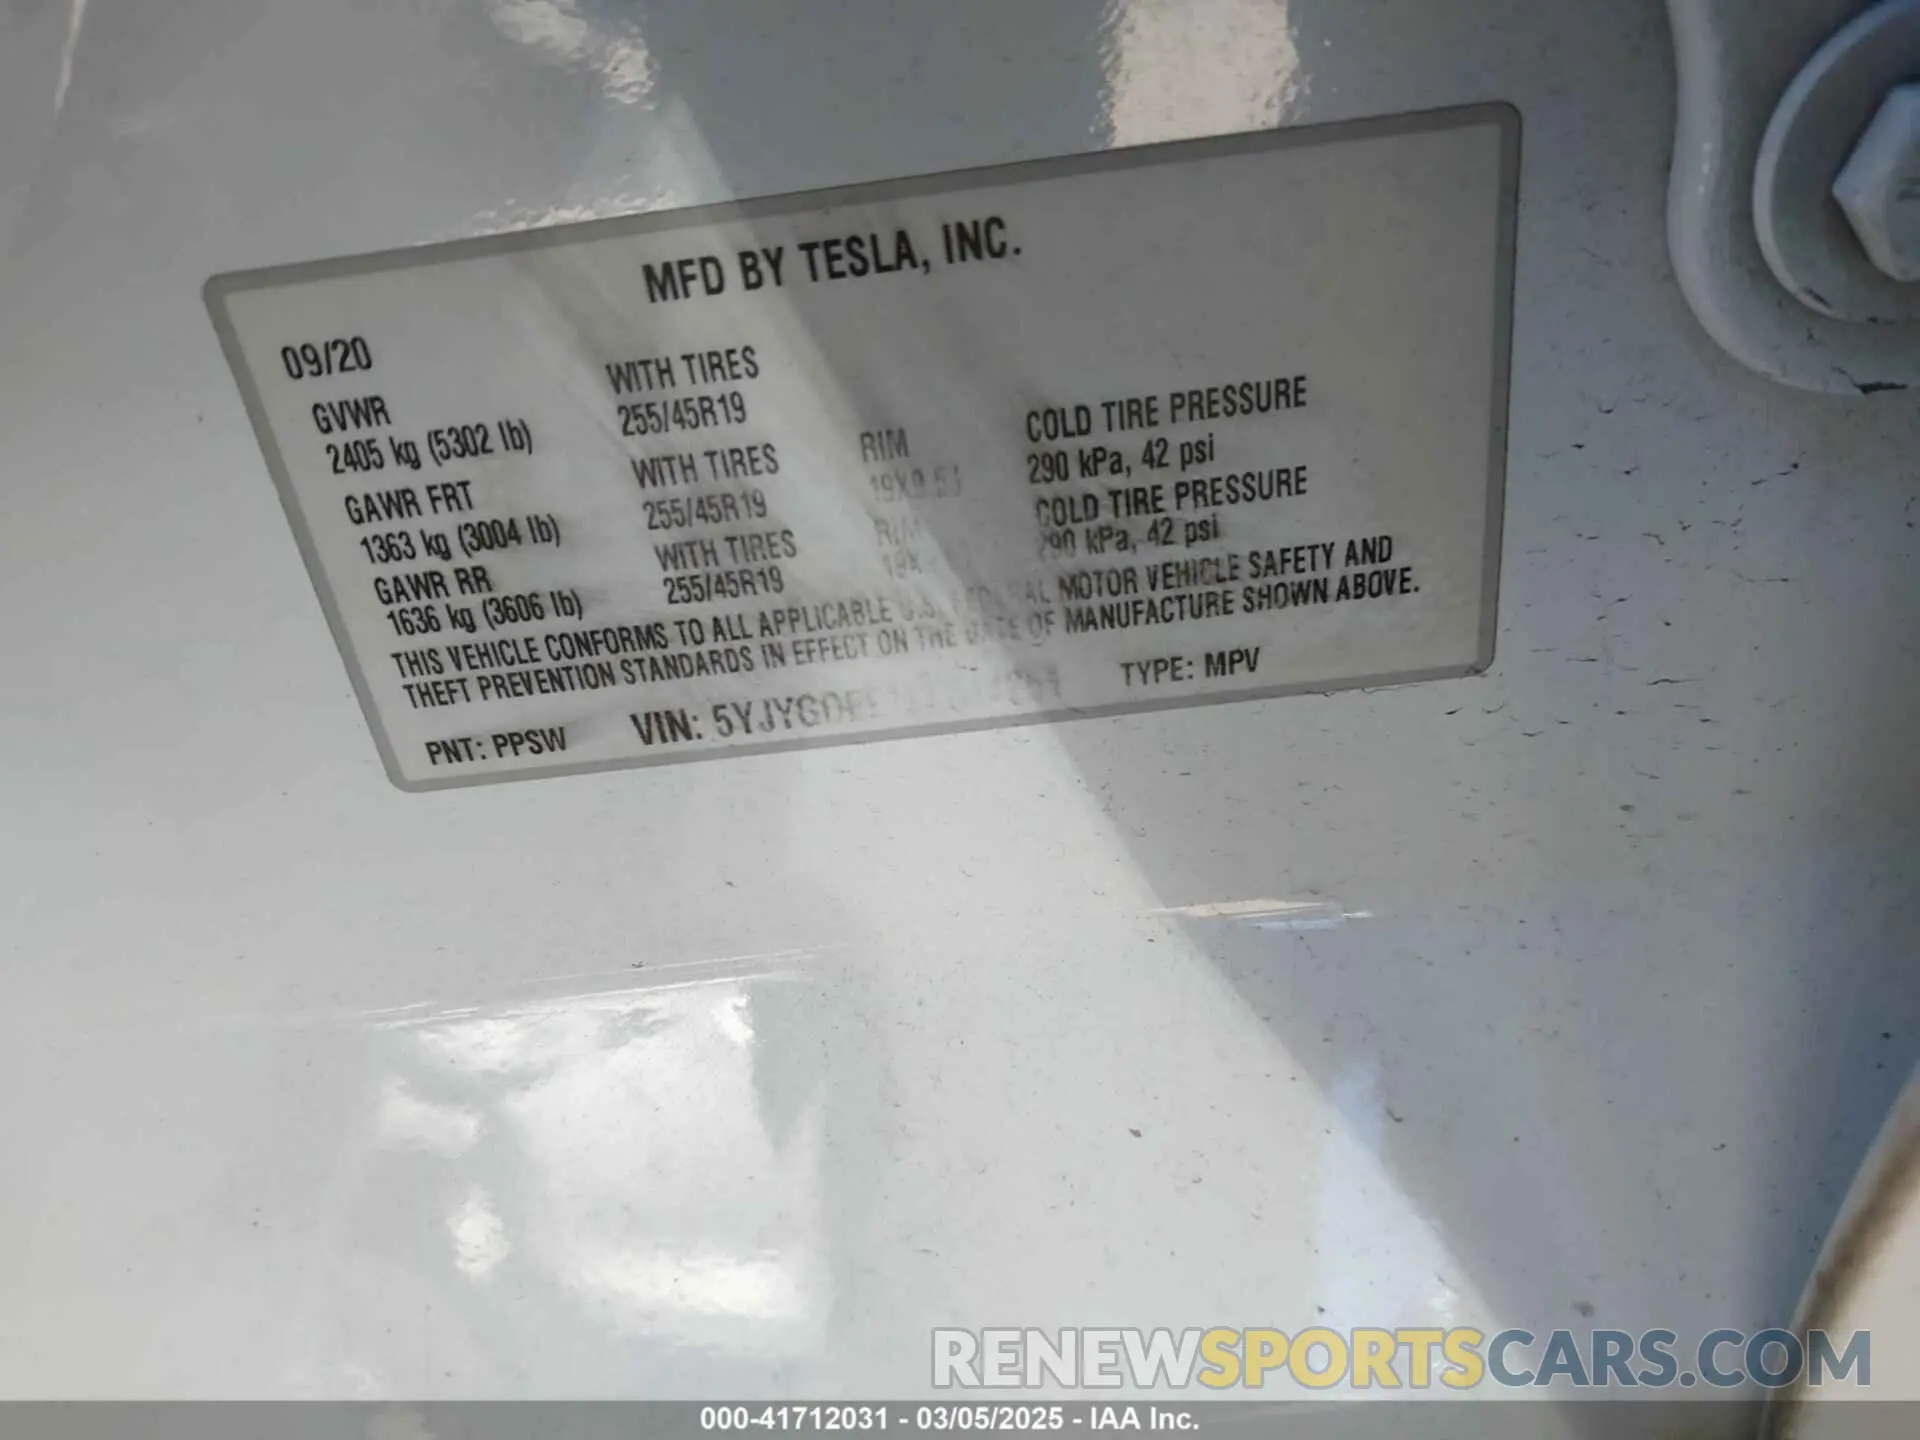 MFD BY TESLA, INC.
09/20
GVWR WITH TIRES
2405 kg (5302 lb) 255/45R19
GAWR FRT WITH TIRES RIM COLD TIRE PRESSURE
1363 kg (3004 lb) 255/45R19 290 kPa, 42 psi
GAWR RR WITH TIRES COLD TIRE PRESSURE
1636 kg (3606 lb) 255/45R19 290 kPa, 42 psi
THIS VEHICLE CONFORMS TO ALL APPLICABLE U.S. FEDERAL MOTOR VEHICLE SAFETY AND
THEFT PREVENTION STANDARDS IN EFFECT ON THE DATE OF MANUFACTURE SHOWN ABOVE.
PNT: PPSW VIN: TYPE: MPV
RENEWSPORTSCARS.COM
000-41712031 - 03/05/2025 - IAA Inc.